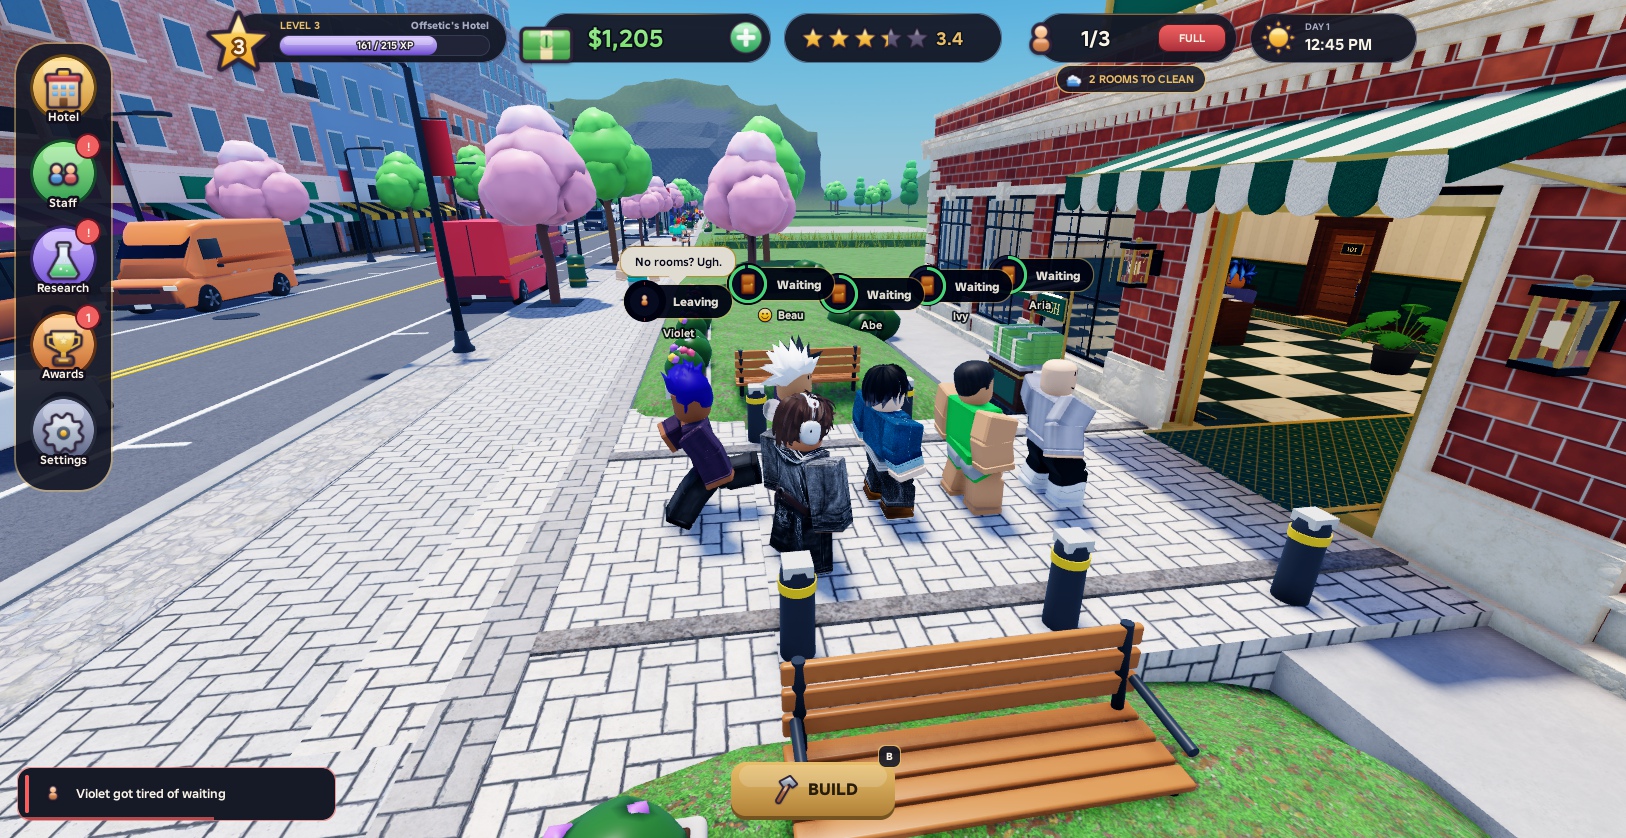 3
LEVEL 3
Offsetic's Hotel
161 / 215 XP
$1,205
3.4
1/3
FULL
DAY 1
12:45 PM
2 ROOMS TO CLEAN
Hotel
!
Staff
!
Research
1
Awards
Settings
101
No rooms? Ugh.
Leaving
Violet
Waiting
Beau
Waiting
Abe
Waiting
Ivy
Waiting
Aria
Violet got tired of waiting
B
BUILD